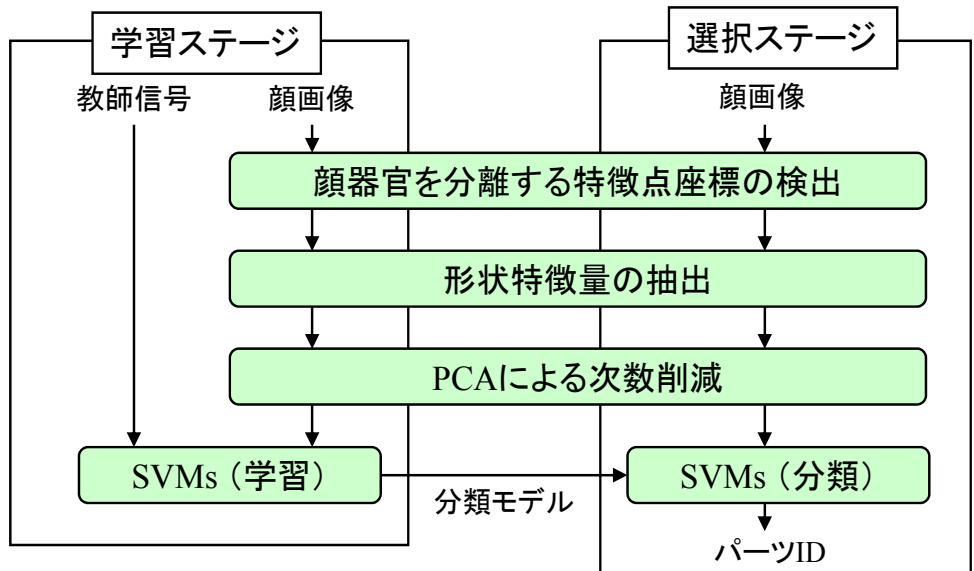 学習ステージ
選択ステージ
教師信号
顔画像
顔画像
顔器官を分離する特徴点座標の検出
形状特徴量の抽出
PCAによる次数削減
SVMs（学習）
分類モデル
SVMs（分類）
パーツID